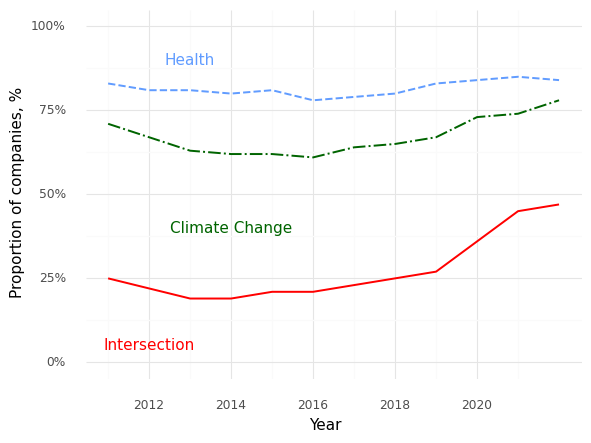 100%
Health
75%
50%
Climate Change
25%
Intersection
0%
2012 2014 2016 2018 2020
Year
Proportion of companies, %